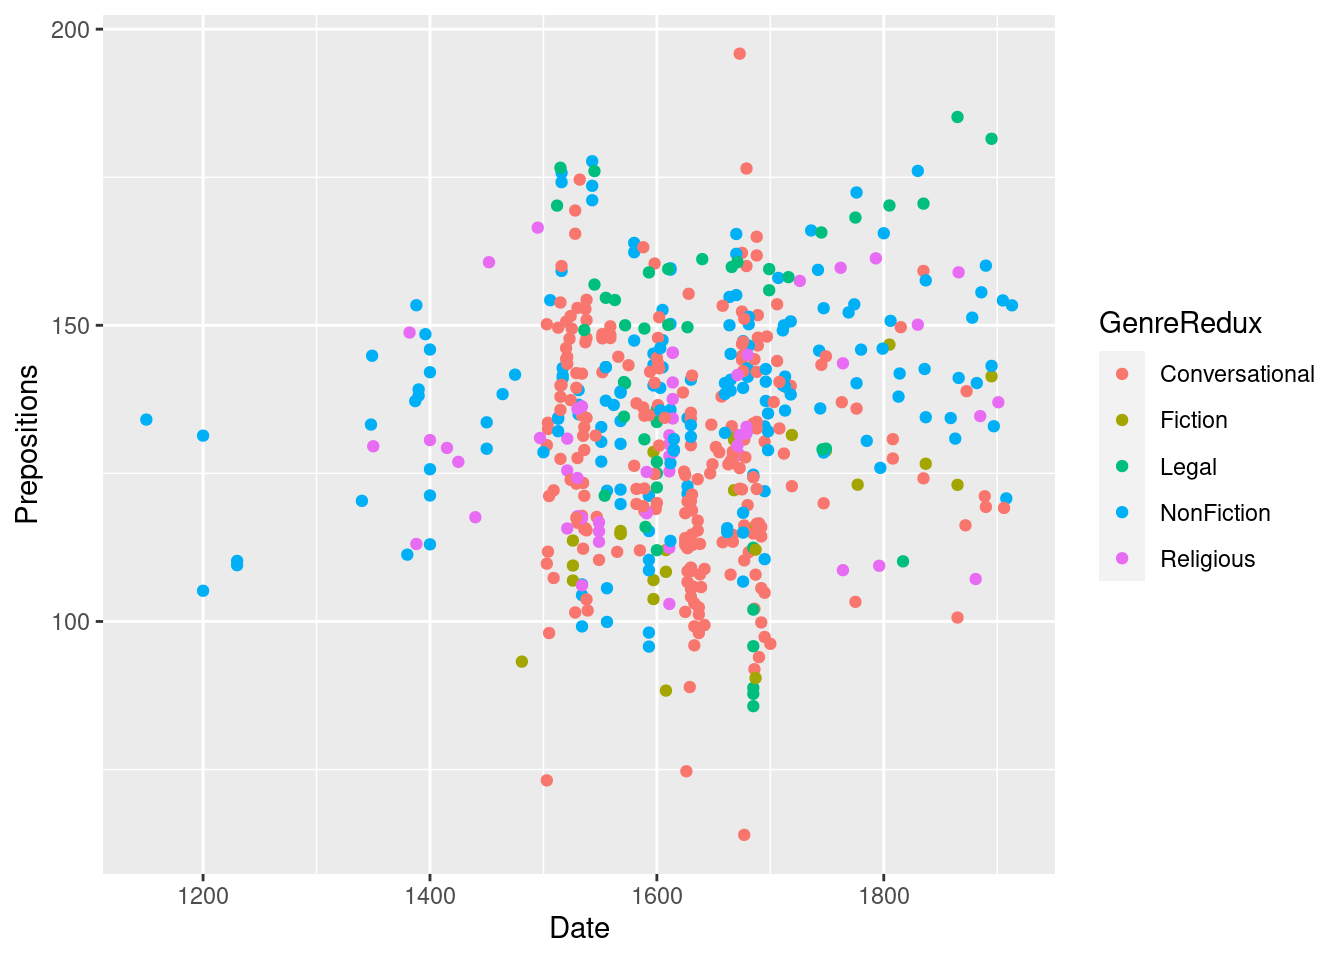 200
150
100
Prepositions
1200 1400 1600 1800
Date
GenreRedux
Conversational
Fiction
Legal
NonFiction
Religious